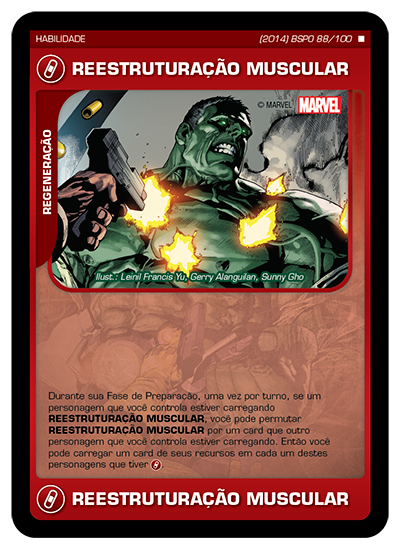 HABILIDADE
(2014) BSP0 88/100
REESTRUTURAÇÃO MUSCULAR
REGENERAÇÃO
© MARVEL MARVEL
Ilust.: Leinil Francis Yu, Gerry Alanguilan, Sunny Gho
Durante sua Fase de Preparação, uma vez por turno, se um
personagem que você controla estiver carregando
REESTRUTURAÇÃO MUSCULAR, você pode permutar
REESTRUTURAÇÃO MUSCULAR por um card que outro
personagem que você controla estiver carregando. Então você
pode carregar um card de seus recursos em cada um destes
personagens que tiver .
REESTRUTURAÇÃO MUSCULAR